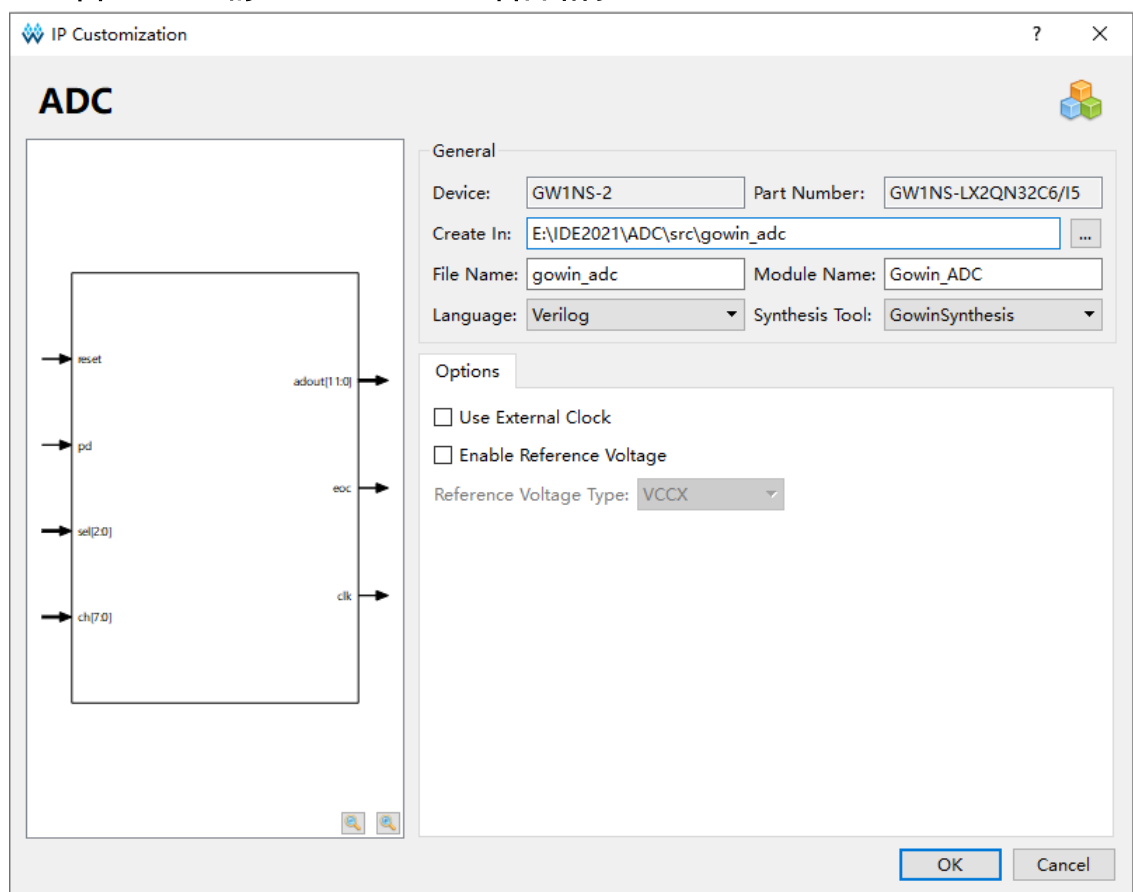 IP Customization
?
ADC
General
Device: GW1NS-2 Part Number: GW1NS-LX2QN32C6/I5
Create In: E:\IDE2021\ADC\src\gowin_adc ...
File Name: gowin_adc Module Name: Gowin_ADC
Language: Verilog Synthesis Tool: GowinSynthesis
reset
adout[11:0]
pd
eoc
sel[2:0]
clk
ch[7:0]
Options
Use External Clock
Enable Reference Voltage
Reference Voltage Type: VCCX
OK Cancel